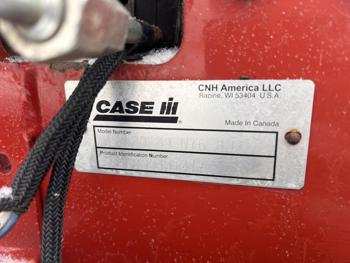 CNH America LLC
Racine, WI 53404 U.S.A.
CASE IH
Made In Canada
Model Number
Product Identification Number